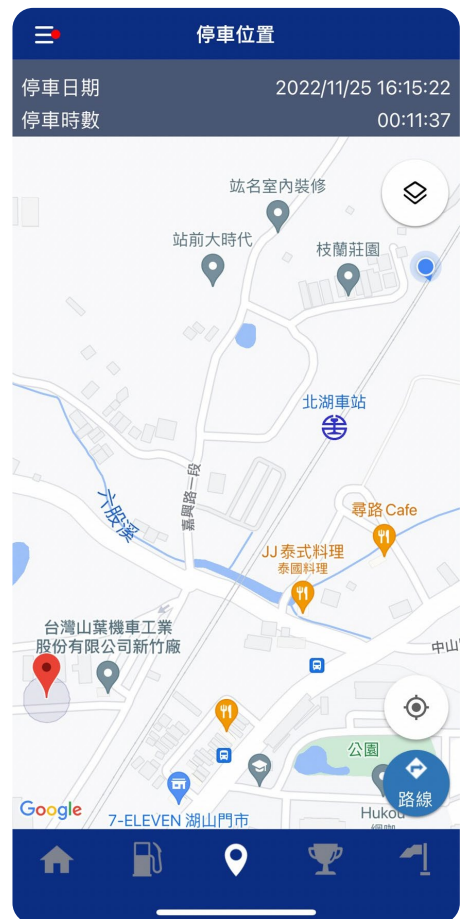 停車位置
停車日期 2022/11/25 16:15:22
停車時數 00:11:37
竑名室內裝修
站前大時代
枝蘭莊園
北湖車站
嘉興路一段
六股溪
尋路 Cafe
JJ 泰式料理
泰國料理
台灣山葉機車工業
股份有限公司新竹廠
中山
公園
路線
Google
7-ELEVEN 湖山門市
Hukou